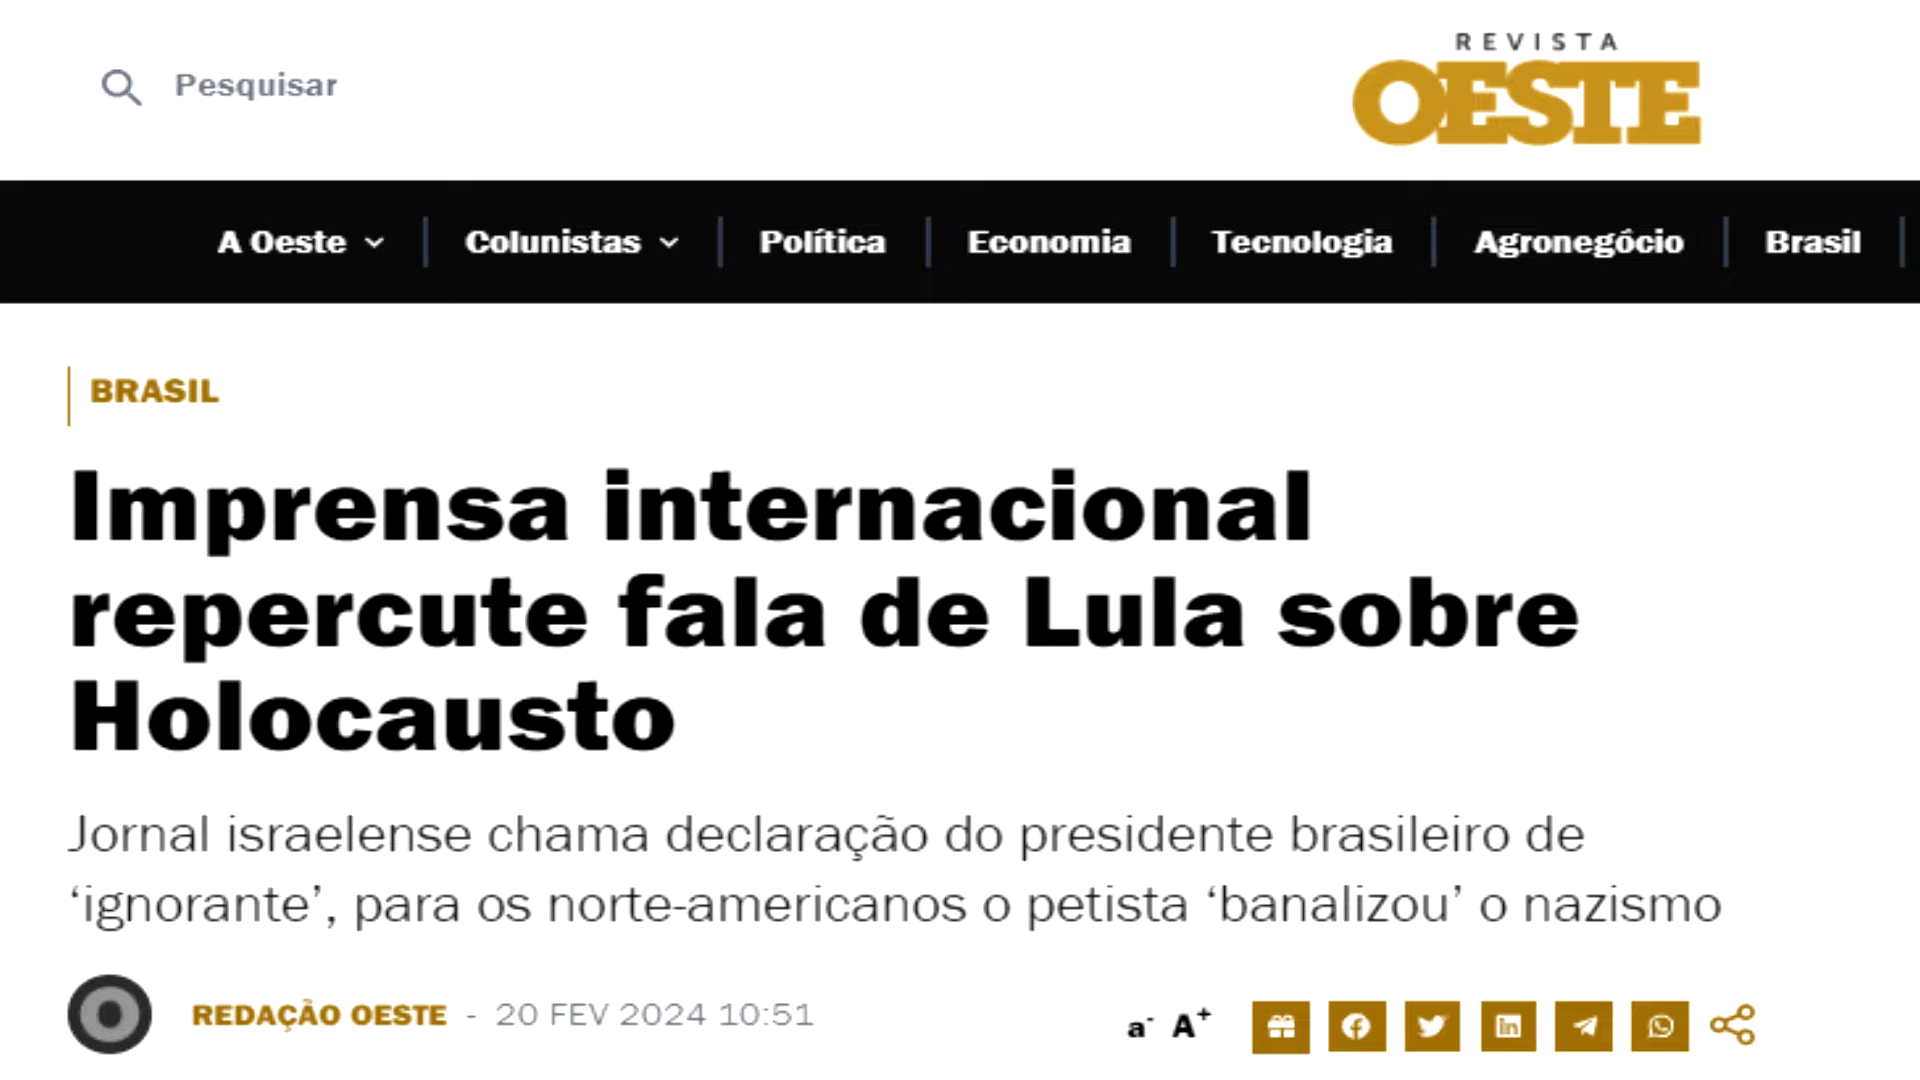 Pesquisar
REVISTA
OESTE
A Oeste | Colunistas | Política | Economia | Tecnologia | Agronegócio | Brasil |
BRASIL
Imprensa internacional
repercute fala de Lula sobre
Holocausto
Jornal israelense chama declaração do presidente brasileiro de
‘ignorante’, para os norte-americanos o petista ‘banalizou’ o nazismo
REDAÇÃO OESTE - 20 FEV 2024 10:51
a- A+